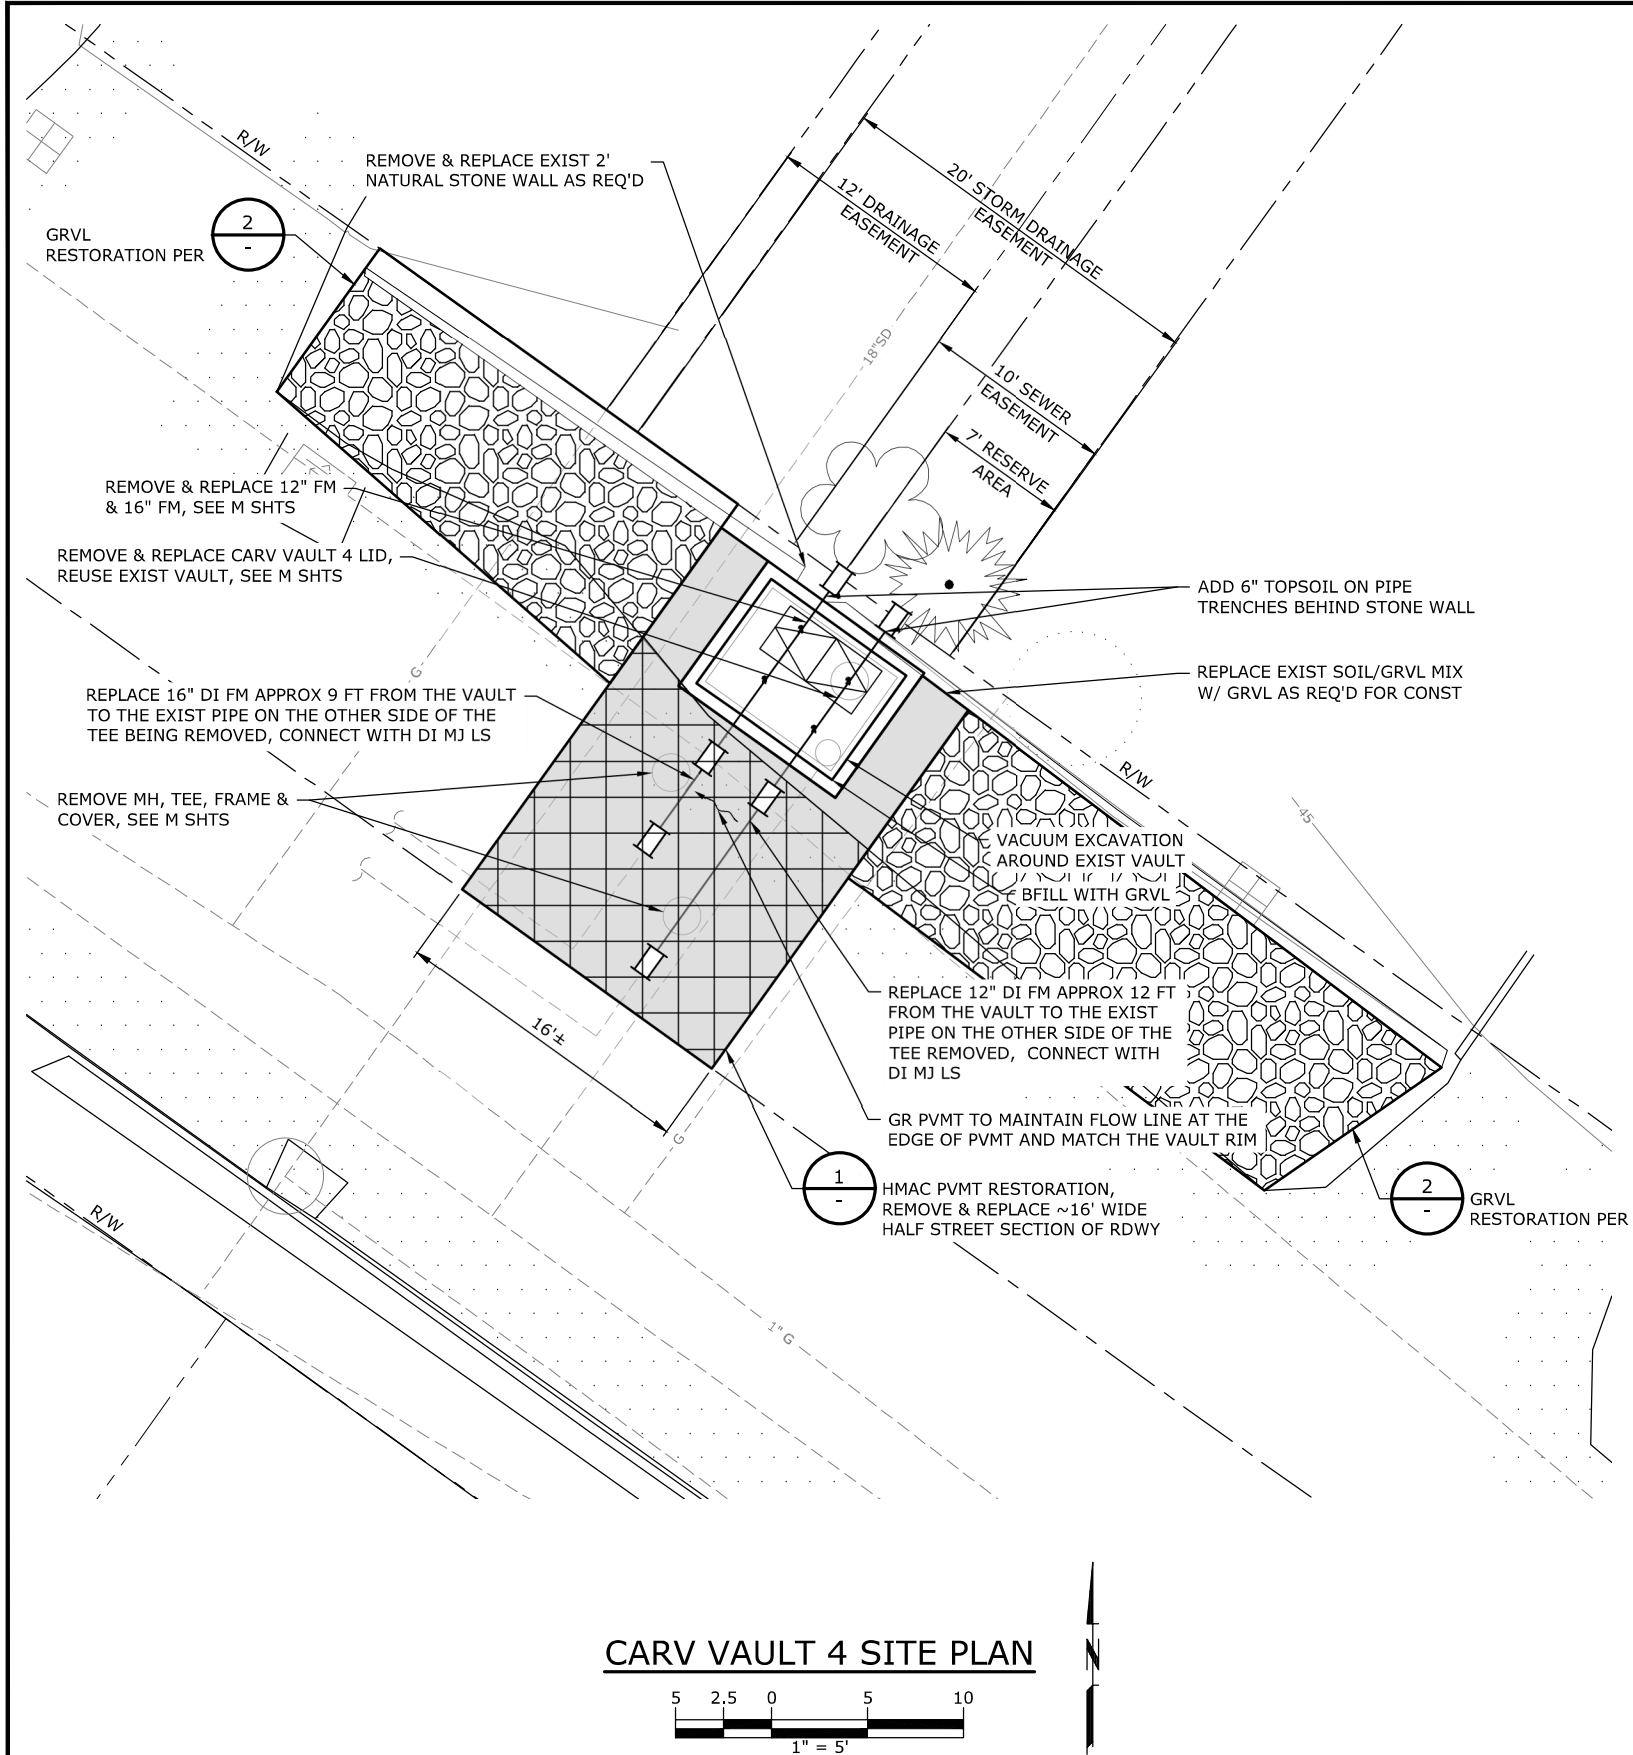 R/W
REMOVE & REPLACE EXIST 2'
NATURAL STONE WALL AS REQ'D
2
-
GRVL
RESTORATION PER
12' DRAINAGE
EASEMENT
20' STORM DRAINAGE
EASEMENT
18"SD
10' SEWER
EASEMENT
7' RESERVE
AREA
REMOVE & REPLACE 12" FM
& 16" FM, SEE M SHTS
REMOVE & REPLACE CARV VAULT 4 LID,
REUSE EXIST VAULT, SEE M SHTS
ADD 6" TOPSOIL ON PIPE
TRENCHES BEHIND STONE WALL
G
REPLACE EXIST SOIL/GRVL MIX
W/ GRVL AS REQ'D FOR CONST
REPLACE 16" DI FM APPROX 9 FT FROM THE VAULT
TO THE EXIST PIPE ON THE OTHER SIDE OF THE
TEE BEING REMOVED, CONNECT WITH DI MJ LS
R/W
REMOVE MH, TEE, FRAME &
COVER, SEE M SHTS
45
VACUUM EXCAVATION
AROUND EXIST VAULT
BFILL WITH GRVL
REPLACE 12" DI FM APPROX 12 FT
FROM THE VAULT TO THE EXIST
PIPE ON THE OTHER SIDE OF THE
TEE REMOVED, CONNECT WITH
DI MJ LS
16'±
G
GR PVMT TO MAINTAIN FLOW LINE AT THE
EDGE OF PVMT AND MATCH THE VAULT RIM
1
-
HMAC PVMT RESTORATION,
REMOVE & REPLACE ~16' WIDE
HALF STREET SECTION OF RDWY
2
-
GRVL
RESTORATION PER
R/W
1" G
CARV VAULT 4 SITE PLAN
N
5 2.5 0 5 10
1" = 5'